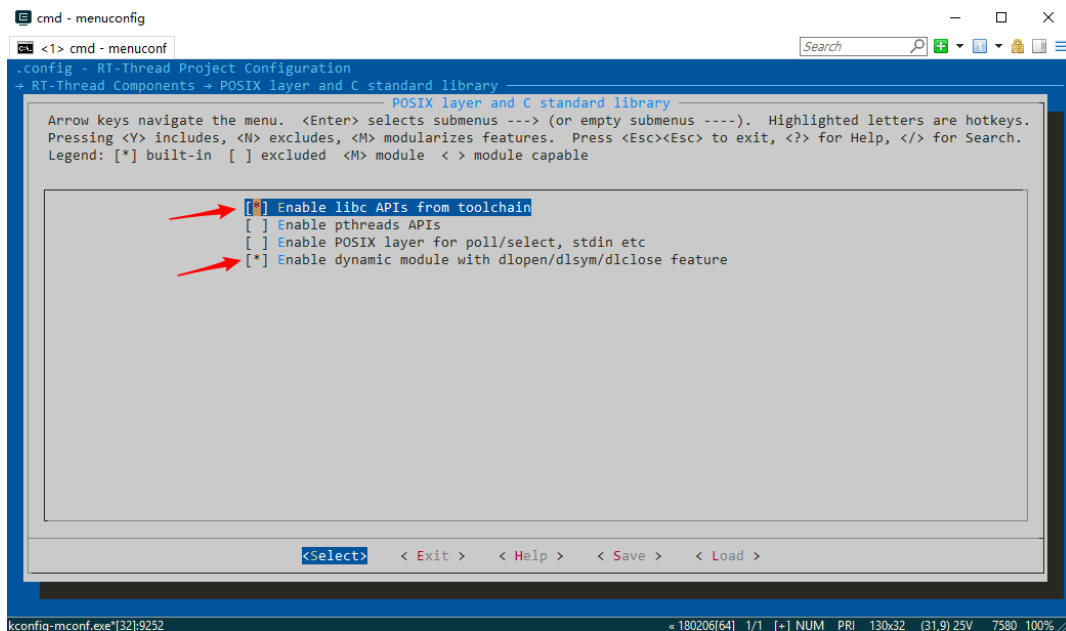 cmd - menuconfig
<1> cmd - menuconf
Search
.config - RT-Thread Project Configuration
→ RT-Thread Components → POSIX layer and C standard library
POSIX layer and C standard library
Arrow keys navigate the menu. <Enter> selects submenus ---> (or empty submenus ----). Highlighted letters are hotkeys.
Pressing <Y> includes, <N> excludes, <M> modularizes features. Press <Esc><Esc> to exit, <?> for Help, </> for Search.
Legend: [*] built-in [ ] excluded <M> module < > module capable
[*] Enable libc APIs from toolchain
[ ] Enable pthreads APIs
[ ] Enable POSIX layer for poll/select, stdin etc
[*] Enable dynamic module with dlopen/dlsym/dlclose feature
<Select> < Exit > < Help > < Save > < Load >
kconfig-mconf.exe*[32]:9252 « 180206[64] 1/1 [+] NUM PRI 130x32 (31,9) 25V 7580 100%